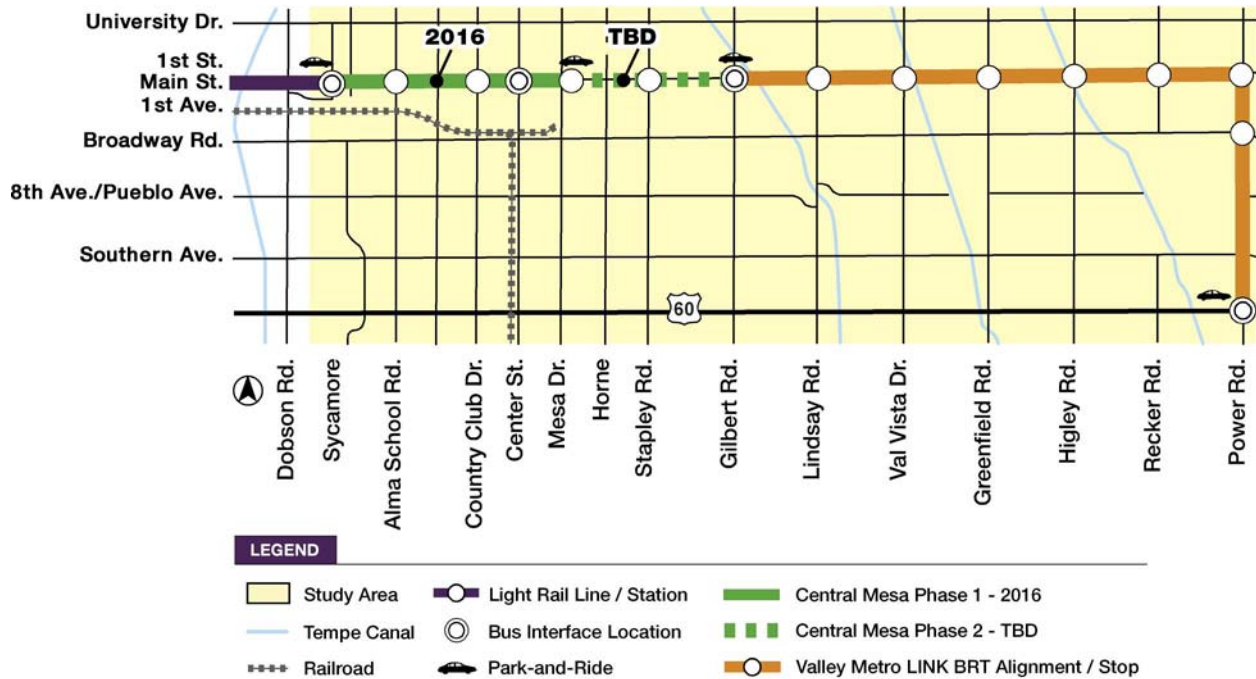 University Dr.
2016
TBD
1st St.
Main St.
1st Ave.
Broadway Rd.
8th Ave./Pueblo Ave.
Southern Ave.
60
Dobson Rd.
Sycamore
Alma School Rd.
Country Club Dr.
Center St.
Mesa Dr.
Horne
Stapley Rd.
Gilbert Rd.
Lindsay Rd.
Val Vista Dr.
Greenfield Rd.
Higley Rd.
Recker Rd.
Power Rd.
LEGEND
Study Area
Light Rail Line / Station
Central Mesa Phase 1 - 2016
Tempe Canal
Bus Interface Location
Central Mesa Phase 2 - TBD
Railroad
Park-and-Ride
Valley Metro LINK BRT Alignment / Stop